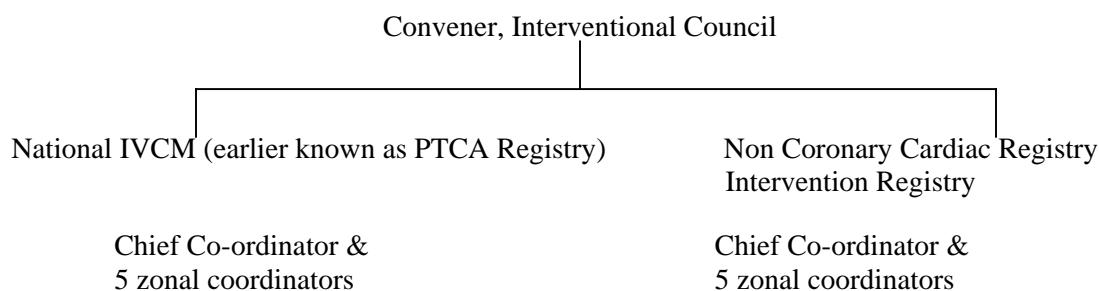 Convener, Interventional Council
National IVCM (earlier known as PTCA Registry)
Non Coronary Cardiac Registry
Intervention Registry
Chief Co-ordinator &
5 zonal coordinators
Chief Co-ordinator &
5 zonal coordinators